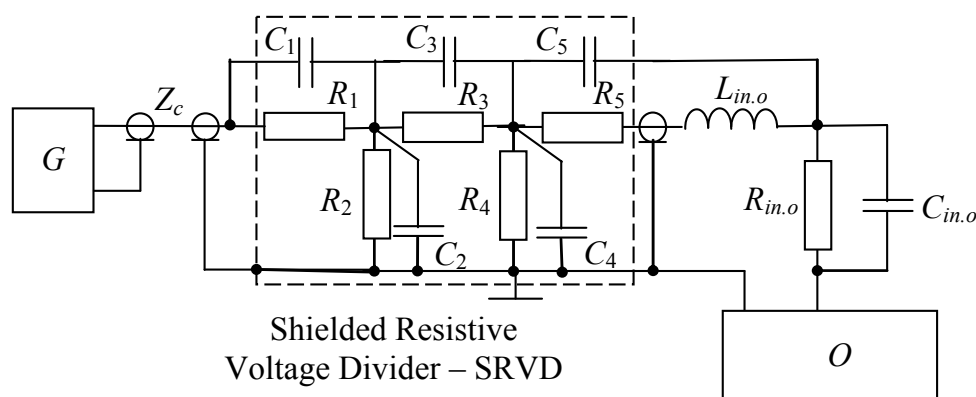 C1 C3 C5
Zc R1 R3 R5 Lin.o
G
R2 R4 Rin.o Cin.o
C2 C4
Shielded Resistive
Voltage Divider – SRVD
O